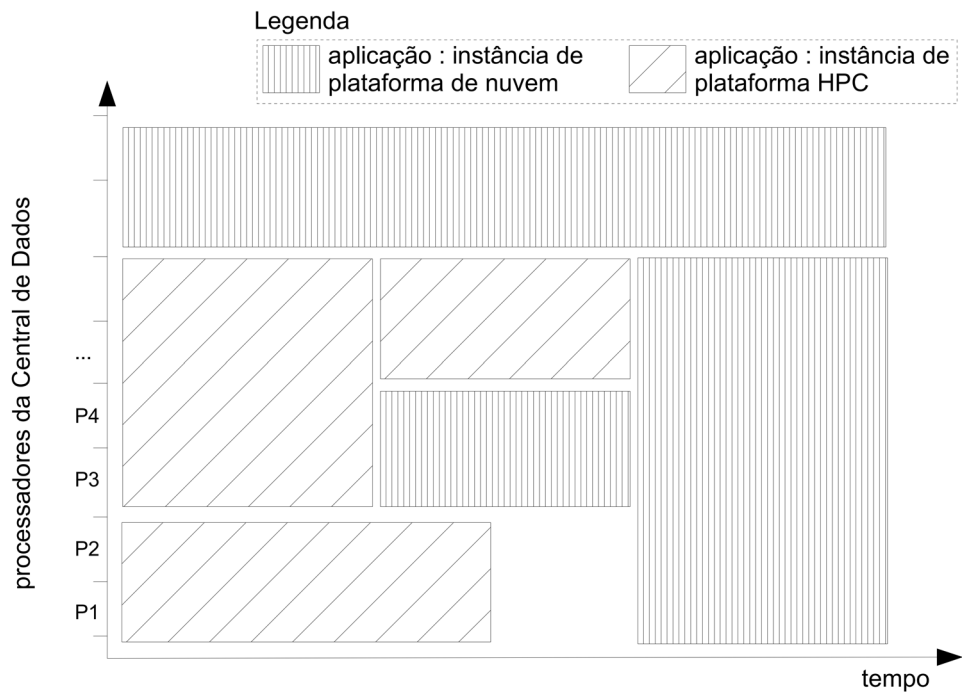 Legenda
aplicação : instância de
plataforma de nuvem
aplicação : instância de
plataforma HPC
processadores da Central de Dados
...
P4
P3
P2
P1
tempo